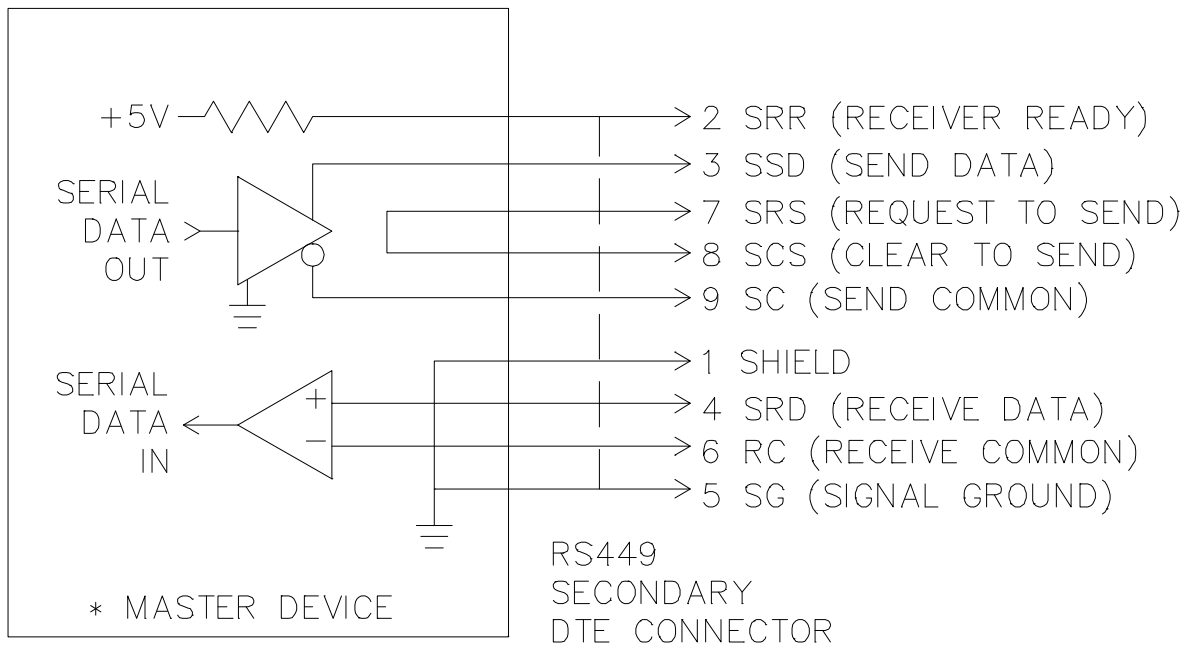 +5V
2 SRR (RECEIVER READY)
3 SSD (SEND DATA)
SERIAL
DATA
OUT
7 SRS (REQUEST TO SEND)
8 SCS (CLEAR TO SEND)
9 SC (SEND COMMON)
1 SHIELD
SERIAL
DATA
IN
+
−
4 SRD (RECEIVE DATA)
6 RC (RECEIVE COMMON)
5 SG (SIGNAL GROUND)
* MASTER DEVICE
RS449
SECONDARY
DTE CONNECTOR